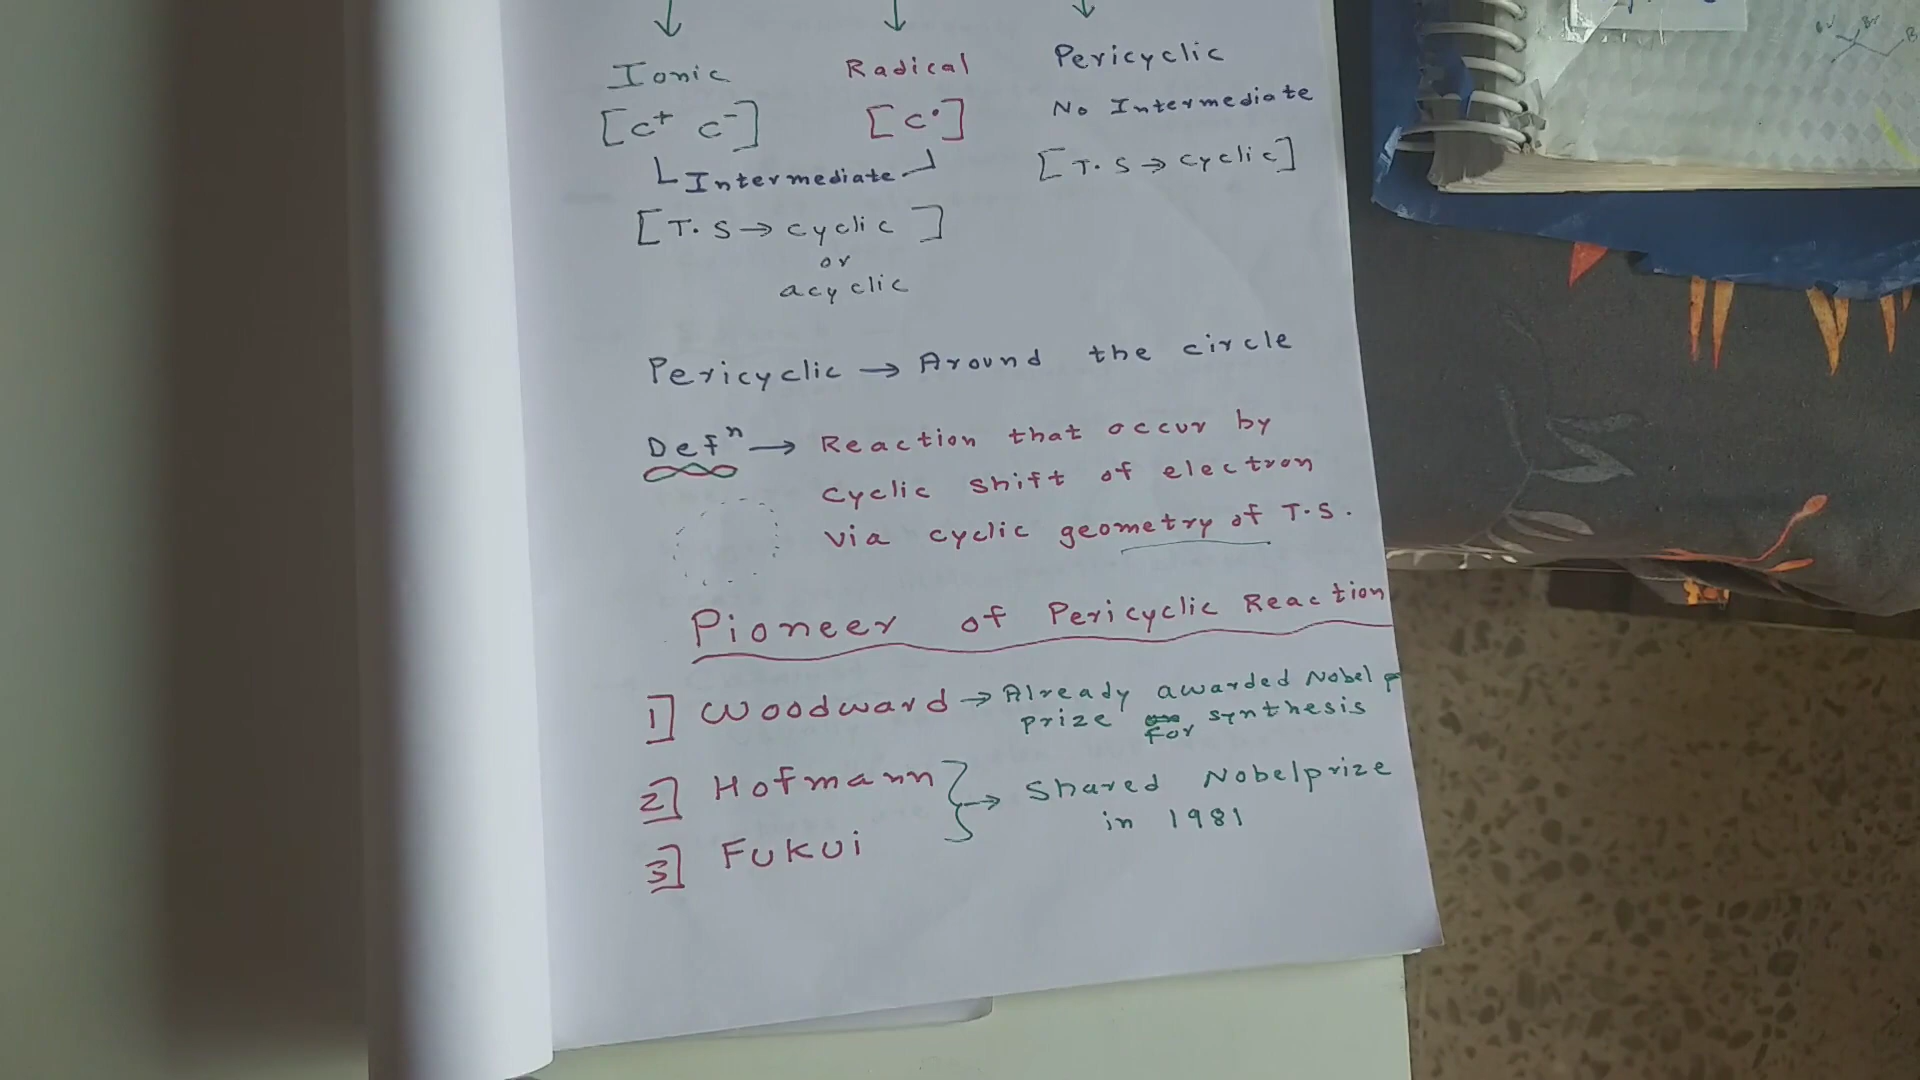 Ionic Radical Pericyclic
[C⁺ C⁻] [C•] No Intermediate
Intermediate [T.S → cyclic]
[T.S → cyclic ]
or
acyclic
Pericyclic → Around the circle
Defⁿ → Reaction that occur by
cyclic shift of electron
via cyclic geometry of T.S.
Pioneer of Pericyclic Reaction
1] Woodward → Already awarded Nobel p
prize for synthesis
2] Hofmann } → Shared Nobelprize
in 1981
3] Fukui
Br Br
B